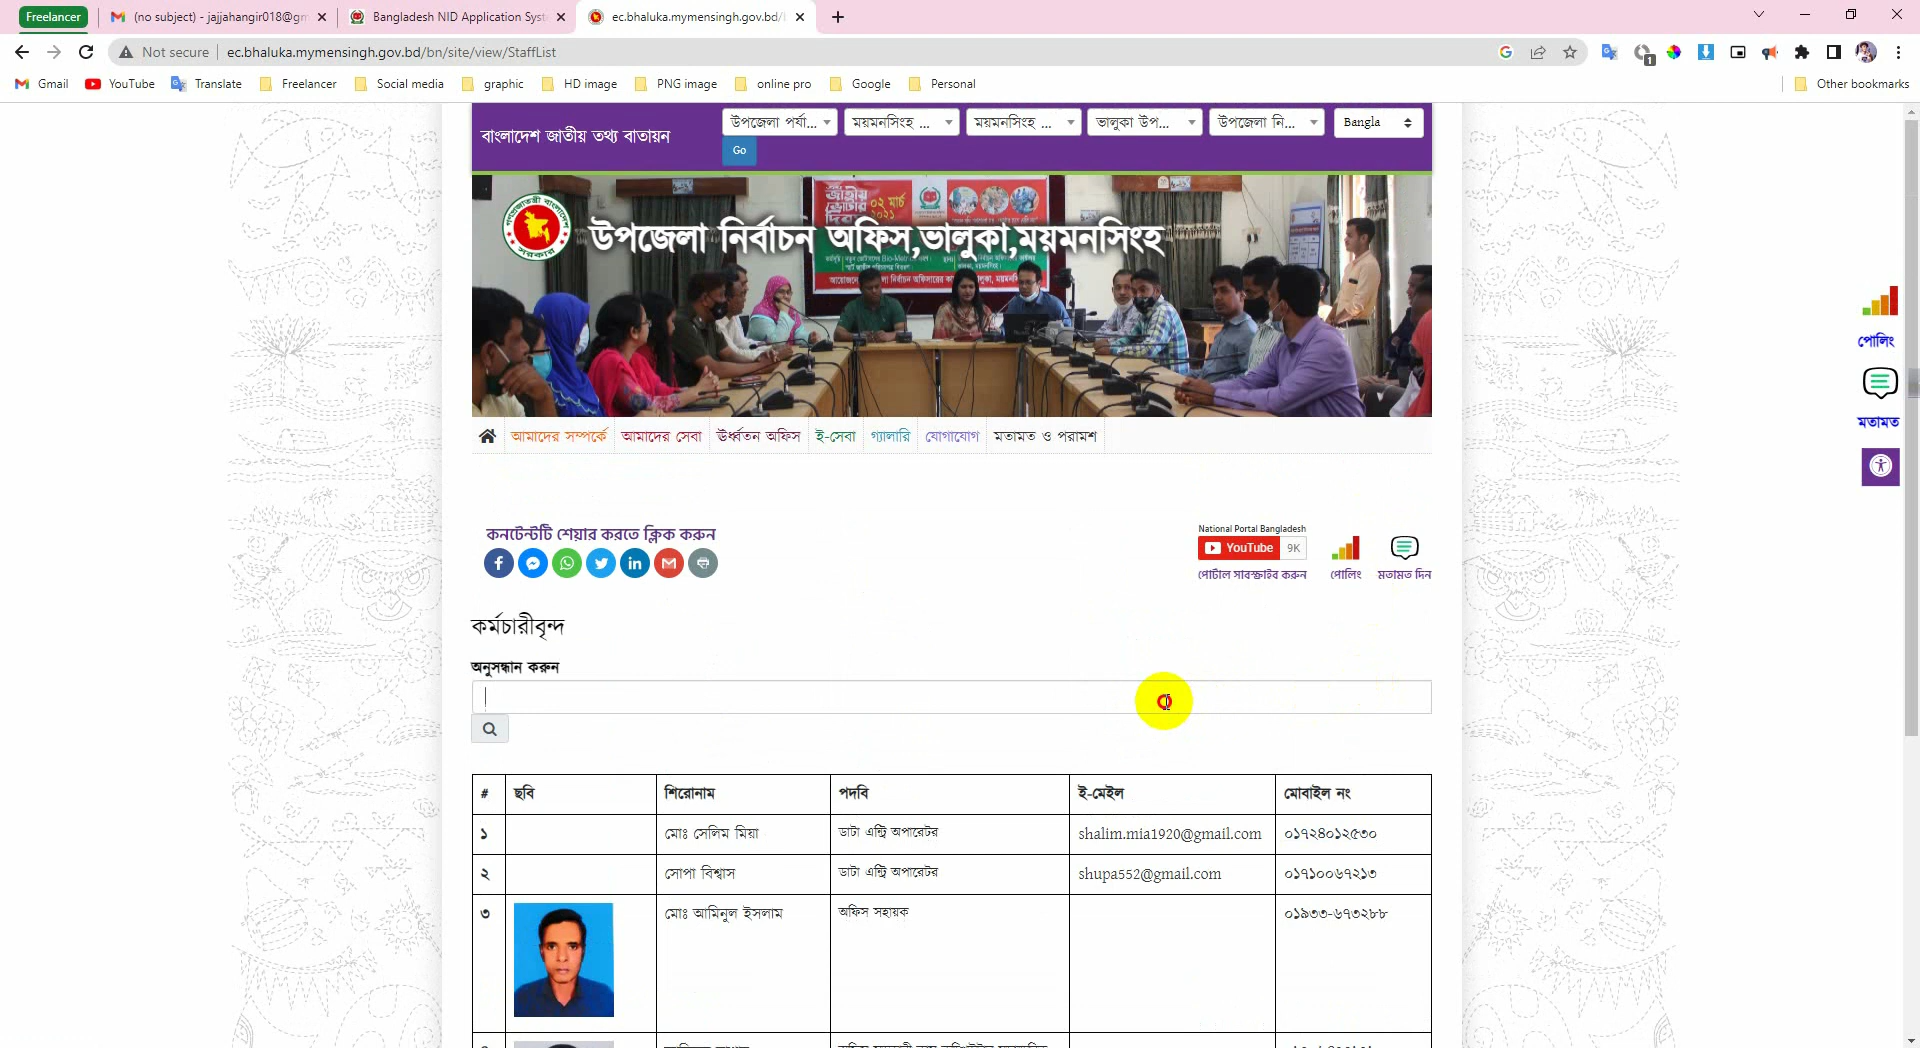 Freelancer
(no subject) - jajjahangir018@gm
Bangladesh NID Application Syst
ec.bhaluka.mymensingh.gov.bd/
Not secure
ec.bhaluka.mymensingh.gov.bd/bn/site/view/StaffList
1
Gmail
YouTube
Translate
Freelancer
Social media
graphic
HD image
PNG image
online pro
Google
Personal
Other bookmarks
বাংলাদেশ জাতীয় তথ্য বাতায়ন
উপজেলা পর্যা...
ময়মনসিংহ ...
ময়মনসিংহ ...
ভালুকা উপ...
উপজেলা নি...
Bangla
Go
জাতীয় ভোটার দিবস
০২ মার্চ
২০২১
উপজেলা নির্বাচন অফিস,ভালুকা,ময়মনসিংহ
আমাদের সম্পর্কে
আমাদের সেবা
ঊর্ধ্বতন অফিস
ই-সেবা
গ্যালারি
যোগাযোগ
মতামত ও পরামর্শ
পোলিং
মতামত
কনটেন্টটি শেয়ার করতে ক্লিক করুন
National Portal Bangladesh
YouTube 9K
পোর্টাল সাবস্ক্রাইব করুন
পোলিং
মতামত দিন
কর্মচারীবৃন্দ
অনুসন্ধান করুন
# ছবি শিরোনাম পদবি ই-মেইল মোবাইল নং
১ মোঃ সেলিম মিয়া ডাটা এন্ট্রি অপারেটর shalim.mia1920@gmail.com ০১৭২৪০১২৫৩০
২ সোপা বিশ্বাস ডাটা এন্ট্রি অপারেটর shupa552@gmail.com ০১৭১০০৬৭২১৩
৩ মোঃ আমিনুল ইসলাম অফিস সহায়ক ০১৯৩৩-৬৭৩২৮৮